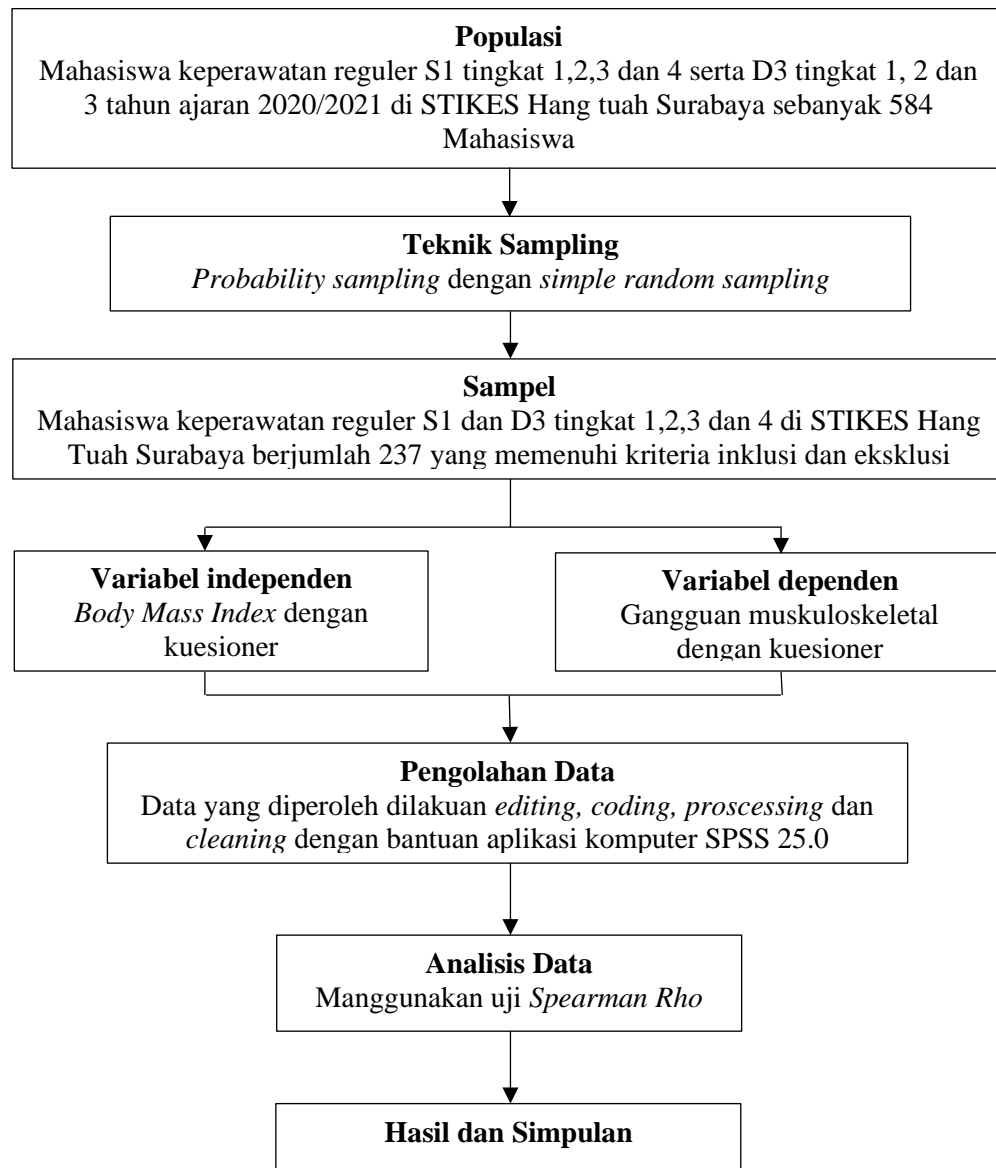 Populasi
Mahasiswa keperawatan reguler S1 tingkat 1,2,3 dan 4 serta D3 tingkat 1, 2 dan
3 tahun ajaran 2020/2021 di STIKES Hang tuah Surabaya sebanyak 584
Mahasiswa
Teknik Sampling
Probability sampling dengan simple random sampling
Sampel
Mahasiswa keperawatan reguler S1 dan D3 tingkat 1,2,3 dan 4 di STIKES Hang
Tuah Surabaya berjumlah 237 yang memenuhi kriteria inklusi dan eksklusi
Variabel independen
Body Mass Index dengan
kuesioner
Variabel dependen
Gangguan muskuloskeletal
dengan kuesioner
Pengolahan Data
Data yang diperoleh dilakuan editing, coding, proscessing dan
cleaning dengan bantuan aplikasi komputer SPSS 25.0
Analisis Data
Manggunakan uji Spearman Rho
Hasil dan Simpulan